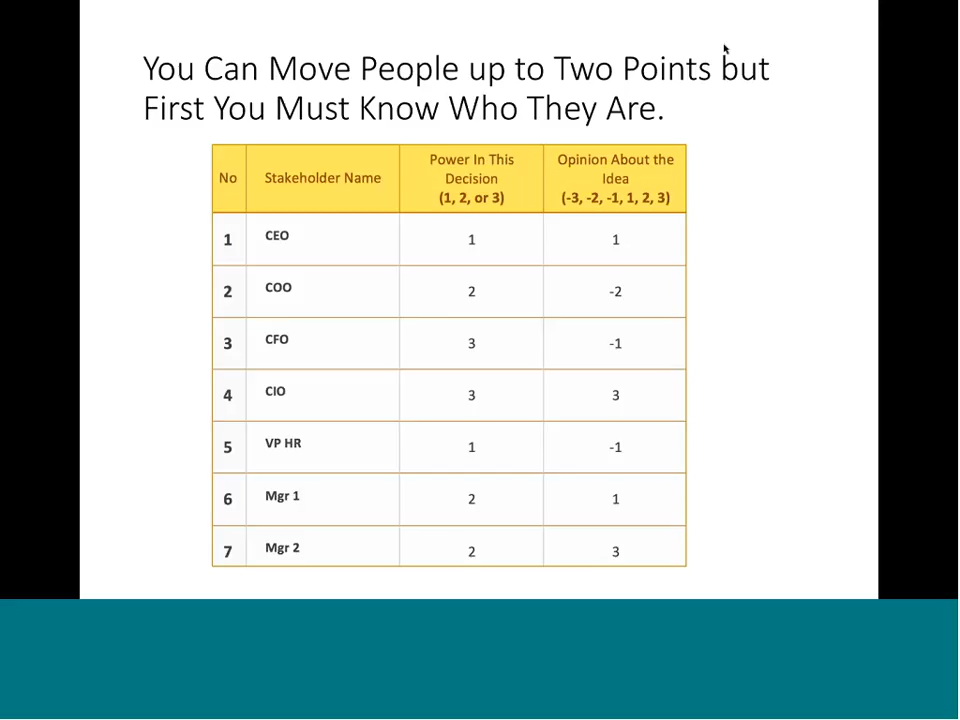 You Can Move People up to Two Points but
First You Must Know Who They Are.
No Stakeholder Name Power In This Decision (1, 2, or 3) Opinion About the Idea (-3, -2, -1, 1, 2, 3)
1 CEO 1 1
2 COO 2 -2
3 CFO 3 -1
4 CIO 3 3
5 VP HR 1 -1
6 Mgr 1 2 1
7 Mgr 2 2 3